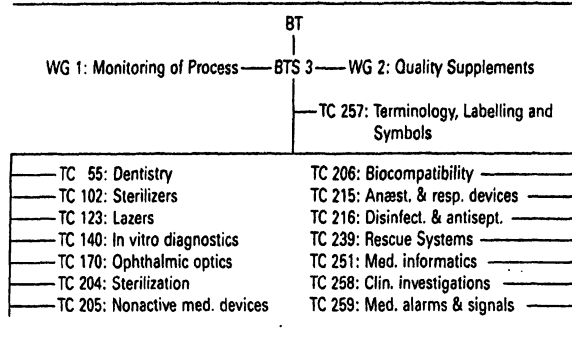 BT
WG 1: Monitoring of Process BTS 3 WG 2: Quality Supplements
TC 257: Terminology, Labelling and
Symbols
TC 55: Dentistry
TC 102: Sterilizers
TC 123: Lazers
TC 140: In vitro diagnostics
TC 170: Ophthalmic optics
TC 204: Sterilization
TC 205: Nonactive med. devices
TC 206: Biocompatibility
TC 215: Anæst. & resp. devices
TC 216: Disinfect. & antisept.
TC 239: Rescue Systems
TC 251: Med. informatics
TC 258: Clin. investigations
TC 259: Med. alarms & signals